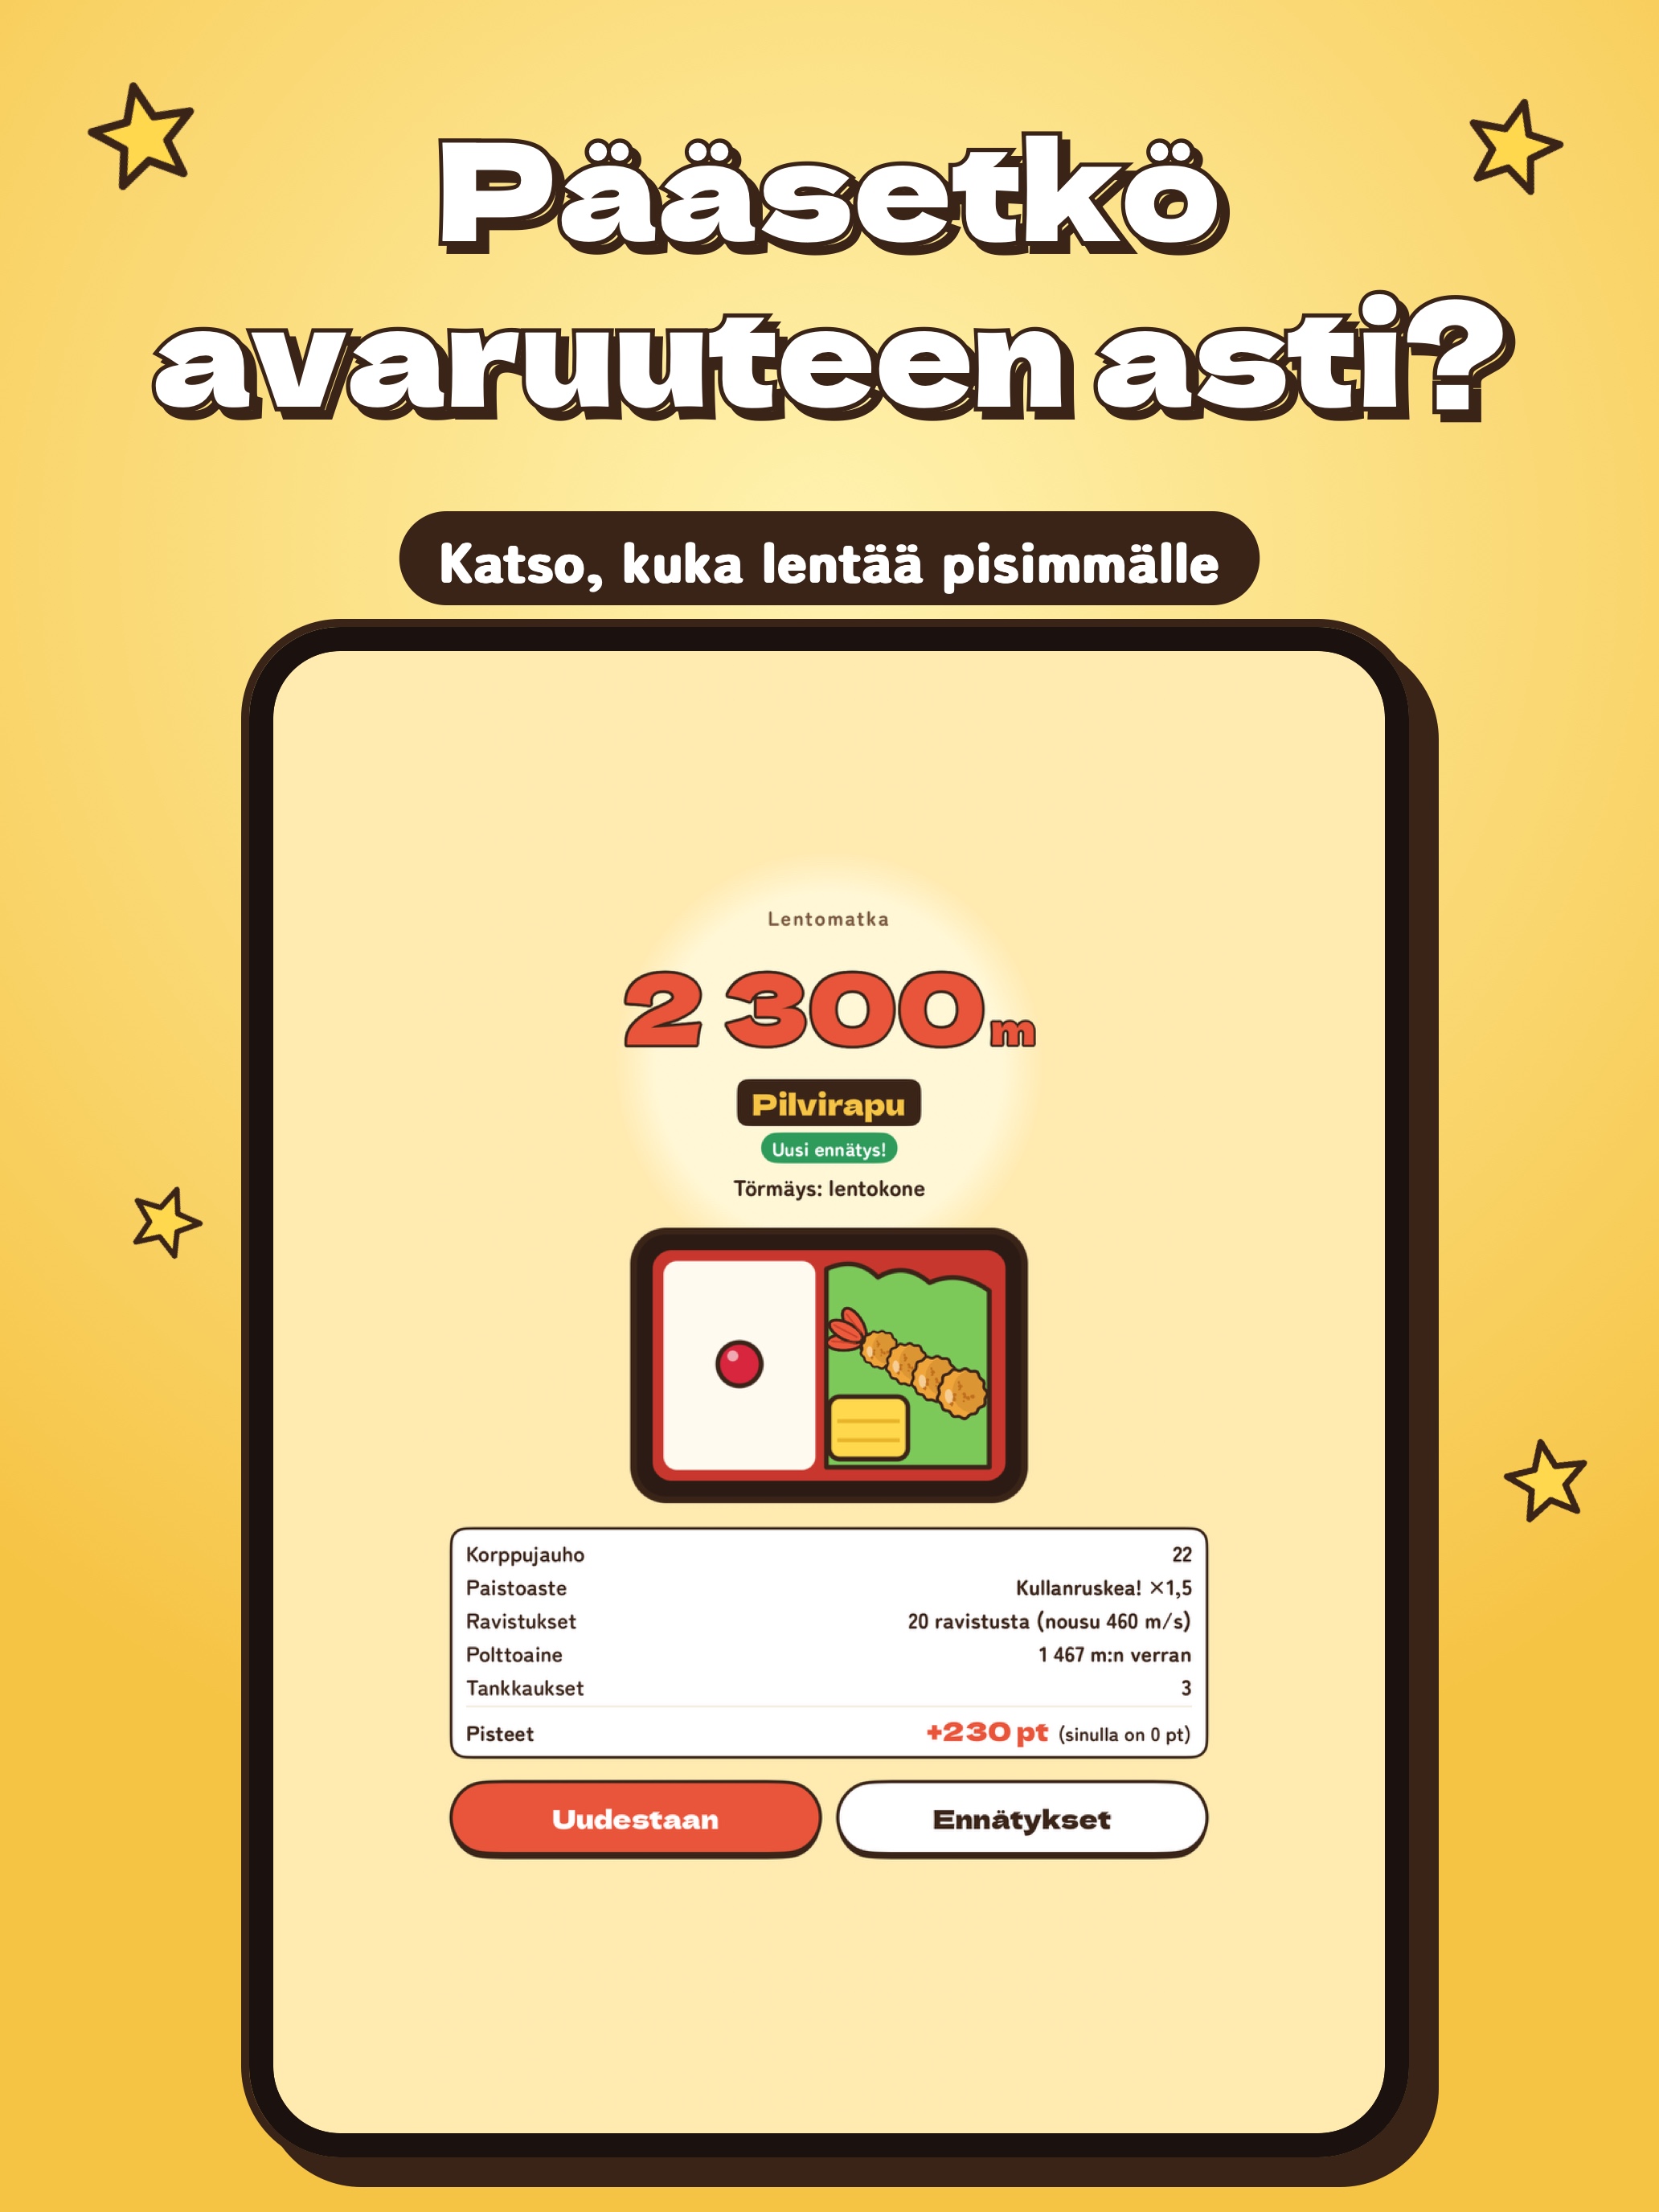 Pääsetkö
avaruuteen asti?
Katso, kuka lentää pisimmälle
Lentomatka
2 300 m
Pilvirapu
Uusi ennätys!
Törmäys: lentokone
Korppujauho 22
Paistoaste Kullanruskea! ×1,5
Ravistukset 20 ravistusta (nousu 460 m/s)
Polttoaine 1 467 m:n verran
Tankkaukset 3
Pisteet +230 pt (sinulla on 0 pt)
Uudestaan Ennätykset